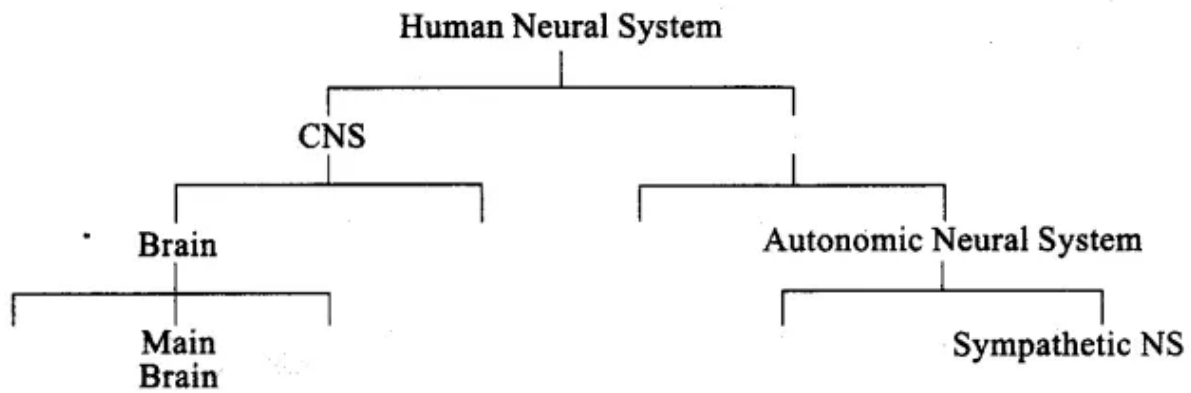 Human Neural System
CNS
Brain
Autonomic Neural System
Main
Brain
Sympathetic NS